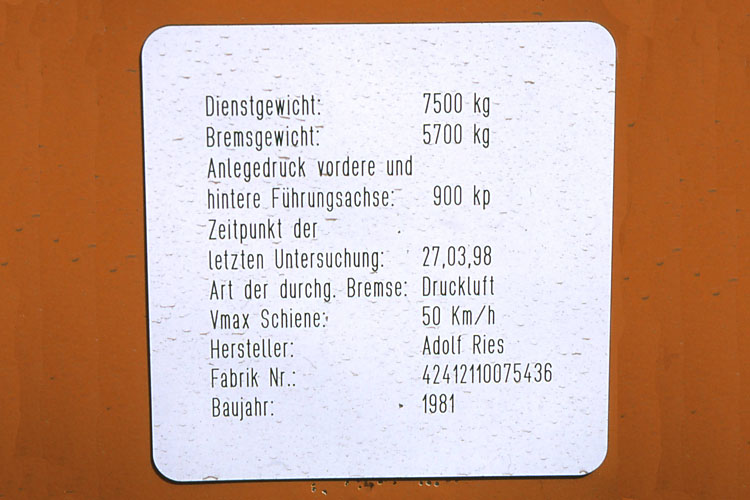 Dienstgewicht: 7500 kg
Bremsgewicht: 5700 kg
Anlegedruck vordere und
hintere Führungsachse: 900 kp
Zeitpunkt der
letzten Untersuchung: 27,03,98
Art der durchg. Bremse: Druckluft
Vmax Schiene: 50 Km/h
Hersteller: Adolf Ries
Fabrik Nr.: 42412110075436
Baujahr: 1981